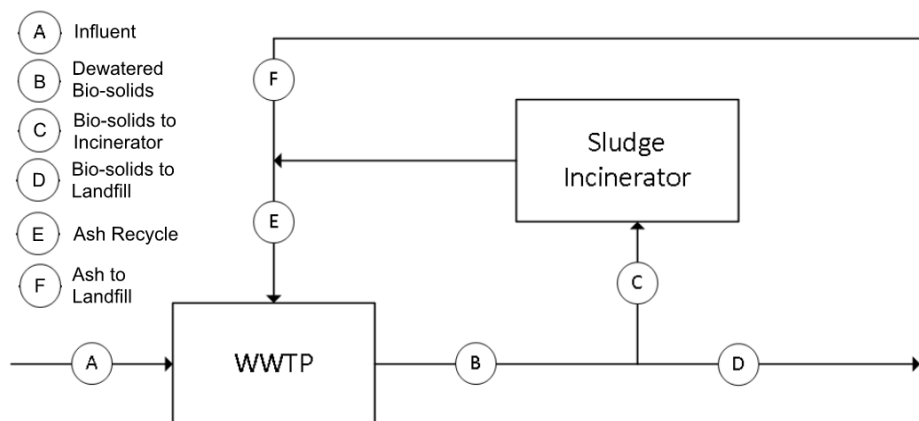 A Influent
B Dewatered
Bio-solids
C Bio-solids to
Incinerator
D Bio-solids to
Landfill
E Ash Recycle
F Ash to
Landfill
F
Sludge
Incinerator
E
C
A
WWTP
B
D